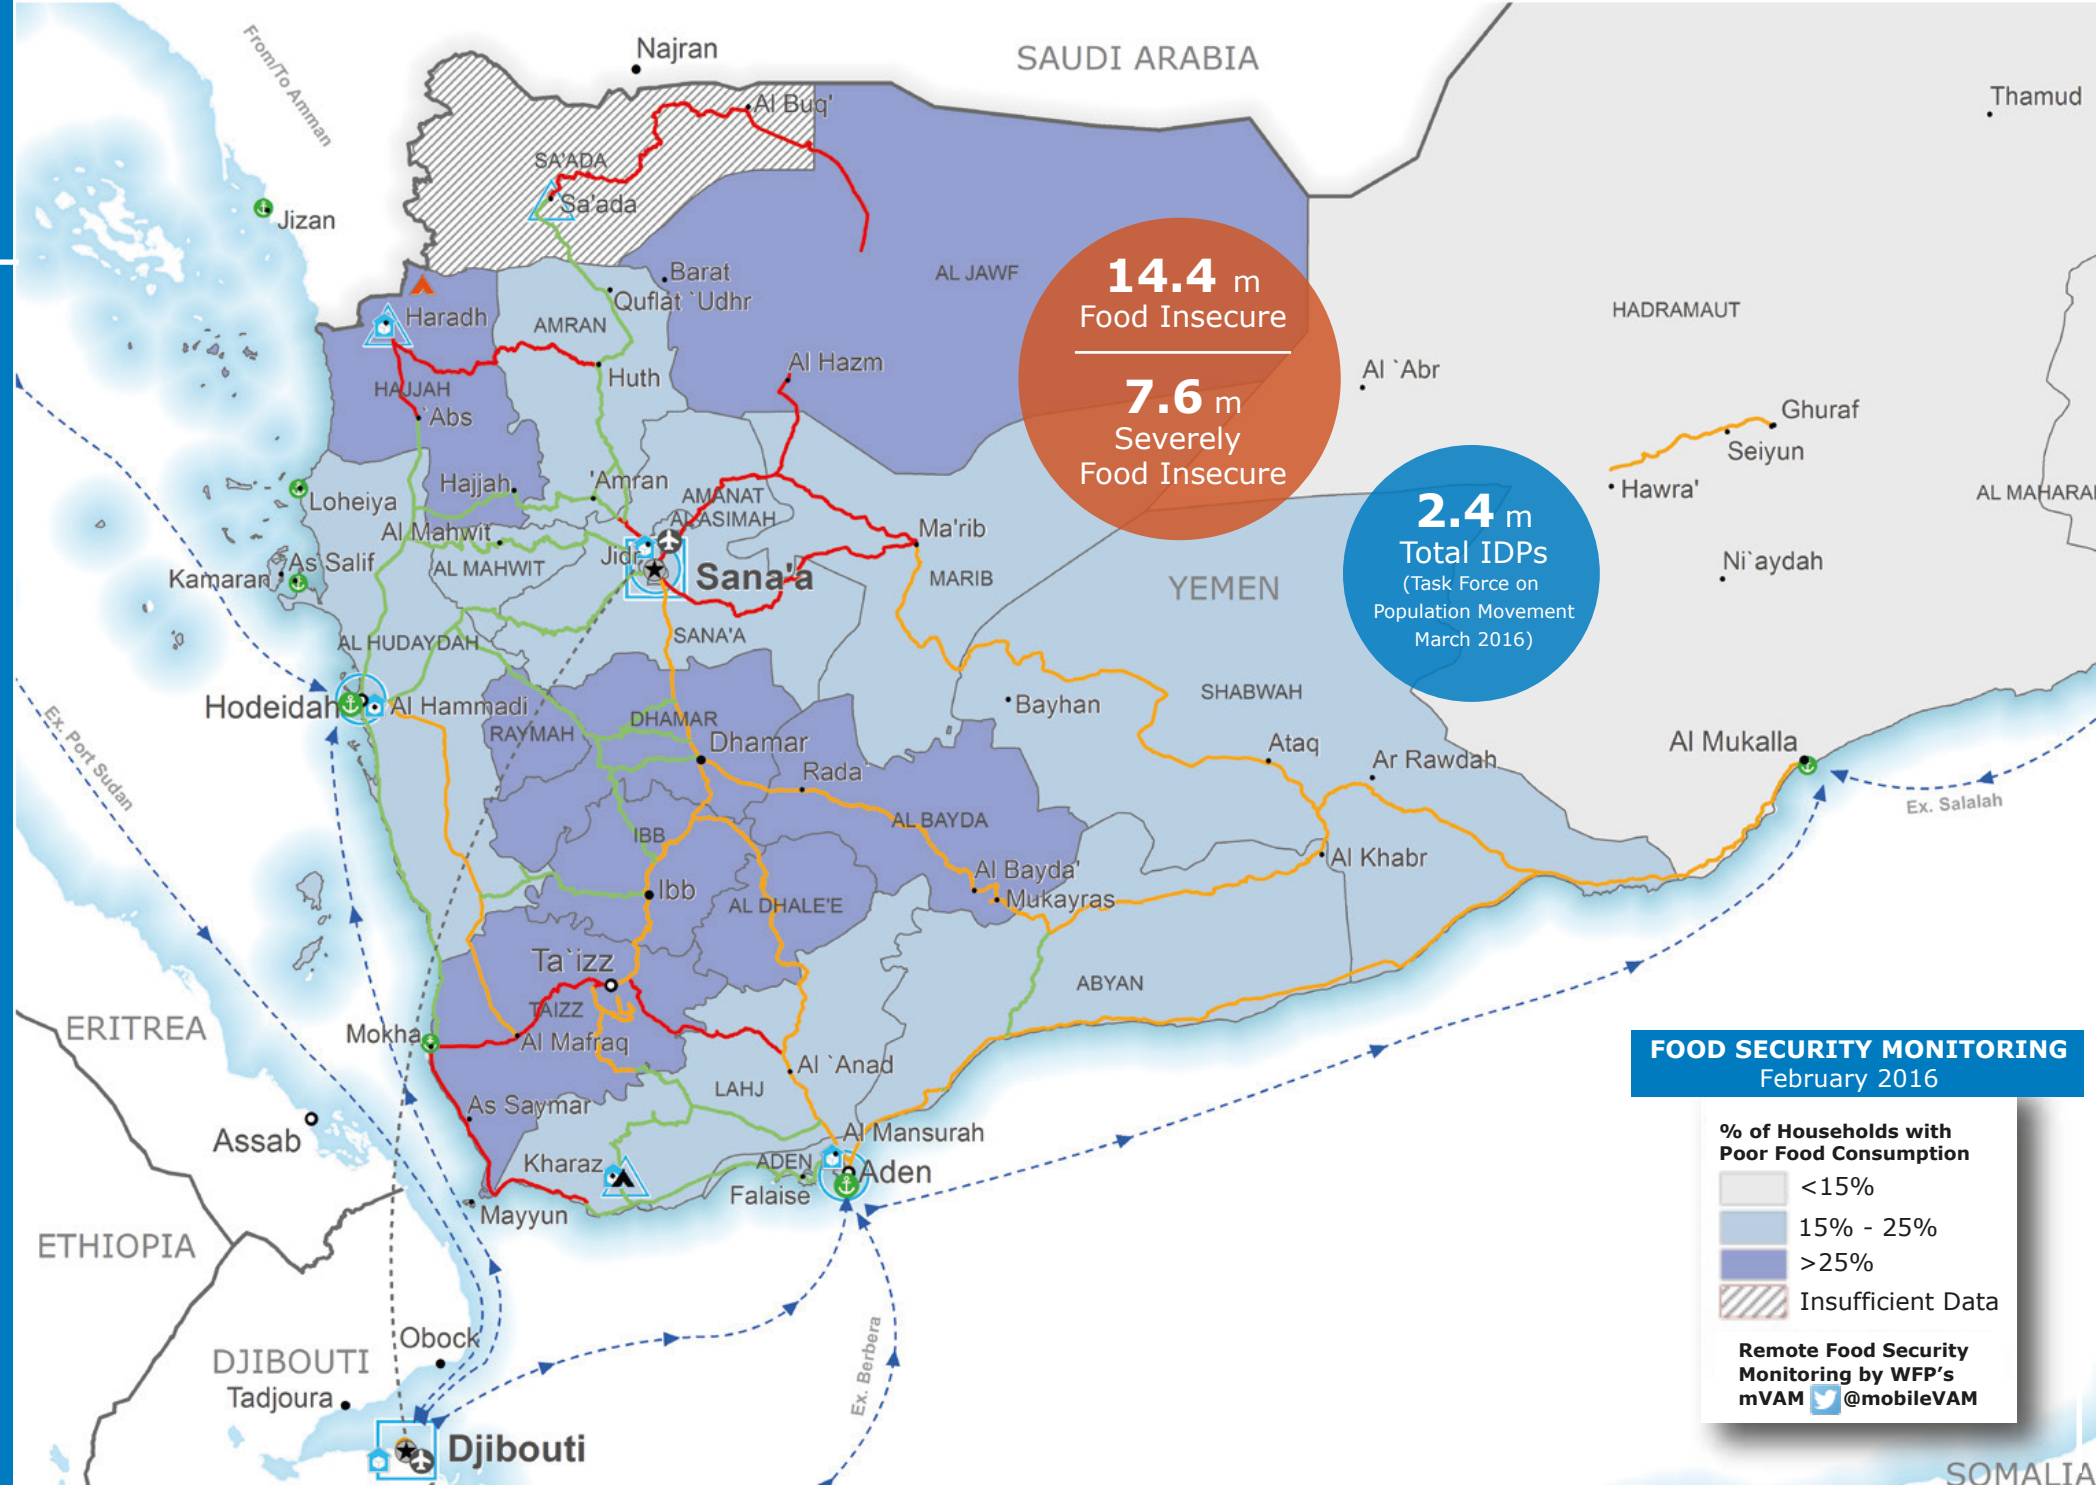 From/To Amman
Najran
SAUDI ARABIA
Thamud
Al Buq'
SA'ADA
Sa'ada
Jizan
Barat
Quflat `Udhr
AL JAWF
14.4 m
Food Insecure
7.6 m
Severely
Food Insecure
HADRAMAUT
Haradh
AMRAN
Huth
Al Hazm
Al `Abr
HAJJAH
`Abs
Ghuraf
Seiyun
Hawra'
AL MAHARA
Hajjah
'Amran
AMANAT
AL ASIMAH
Loheiya
Al Mahwit
Ma'rib
2.4 m
Total IDPs
(Task Force on
Population Movement
March 2016)
As Salif
Kamaran
AL MAHWIT
Jidr
Sana'a
MARIB
YEMEN
Ni`aydah
AL HUDAYDAH
SANA'A
Hodeidah
Al Hammadi
Bayhan
SHABWAH
Ex. Port Sudan
RAYMAH
DHAMAR
Dhamar
Rada`
Ataq
Ar Rawdah
Al Mukalla
Ex. Salalah
IBB
AL BAYDA
Al Bayda'
Mukayras
Al Khabr
Ibb
AL DHALE'E
Ta`izz
TAIZZ
ABYAN
ERITREA
Mokha
Al Mafraq
Al `Anad
LAHJ
As Saymar
Assab
Al Mansurah
Kharaz
ADEN
Aden
Falaise
Mayyun
ETHIOPIA
Obock
DJIBOUTI
Tadjoura
Djibouti
Ex. Berbera
FOOD SECURITY MONITORING
February 2016
% of Households with
Poor Food Consumption
<15%
15% - 25%
>25%
Insufficient Data
Remote Food Security
Monitoring by WFP's
mVAM @mobileVAM
SOMALIA